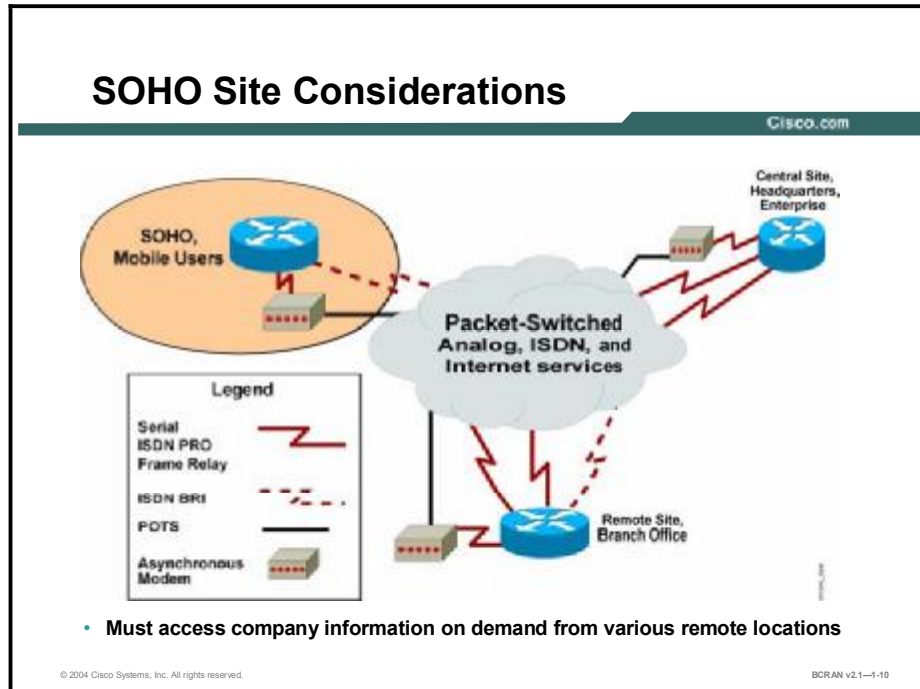 SOHO Site Considerations
Cisco.com
Central Site,
Headquarters,
Enterprise
SOHO,
Mobile Users
Packet-Switched
Analog, ISDN, and
Internet services
Legend
Serial
ISDN PRO
Frame Relay
ISDN BRI
POTS
Asynchronous
Modem
Remote Site,
Branch Office
• Must access company information on demand from various remote locations
© 2004 Cisco Systems, Inc. All rights reserved.
BCRAN v2.1—1-10